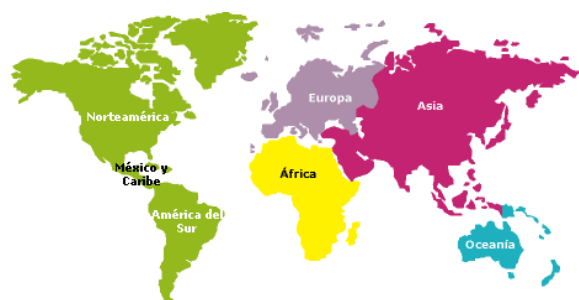 Europa
Asia
Norteamérica
México y
Caribe
África
América del
Sur
Oceanía